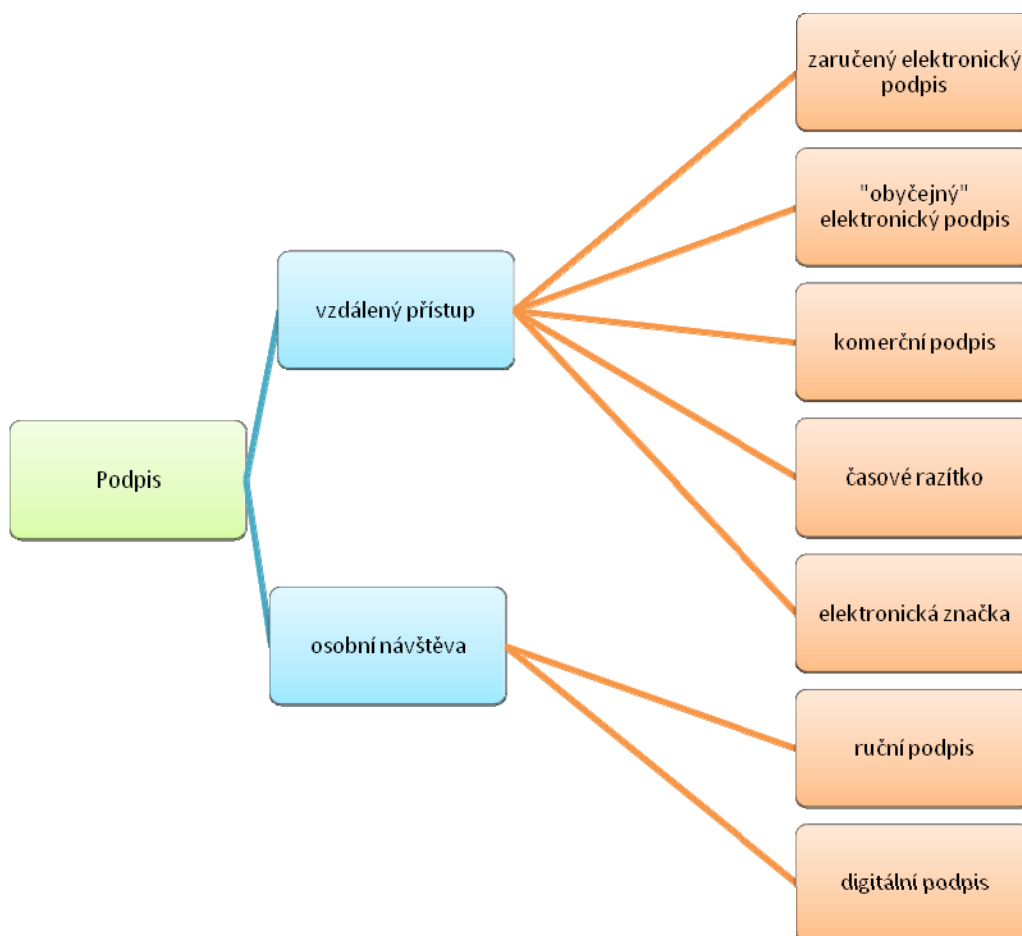 zaručený elektronický
podpis
"obyčejný"
elektronický podpis
vzdálený přístup
komerční podpis
Podpis
časové razítko
osobní návštěva
elektronická značka
ruční podpis
digitální podpis